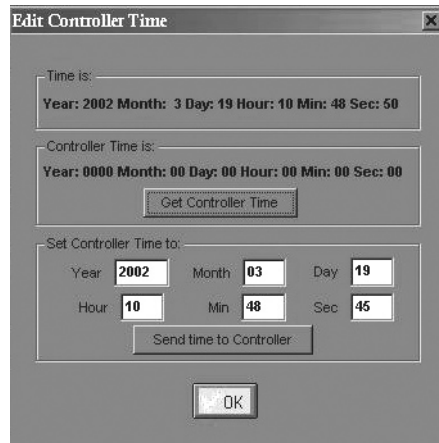 Edit Controller Time
Time is:
Year: 2002 Month: 3 Day: 19 Hour: 10 Min: 48 Sec: 50
Controller Time is:
Year: 0000 Month: 00 Day: 00 Hour: 00 Min: 00 Sec: 00
Get Controller Time
Set Controller Time to:
Year 2002 Month 03 Day 19
Hour 10 Min 48 Sec 45
Send time to Controller
OK